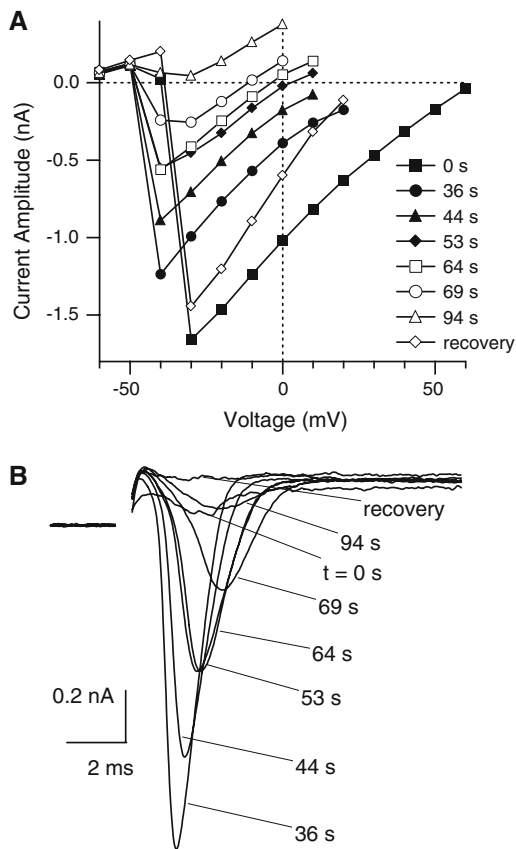 A
Current Amplitude (nA)
0.0
-0.5
-1.0
-1.5
-50
0
50
Voltage (mV)
0 s
36 s
44 s
53 s
64 s
69 s
94 s
recovery
B
recovery
94 s
t = 0 s
69 s
64 s
53 s
44 s
36 s
0.2 nA
2 ms